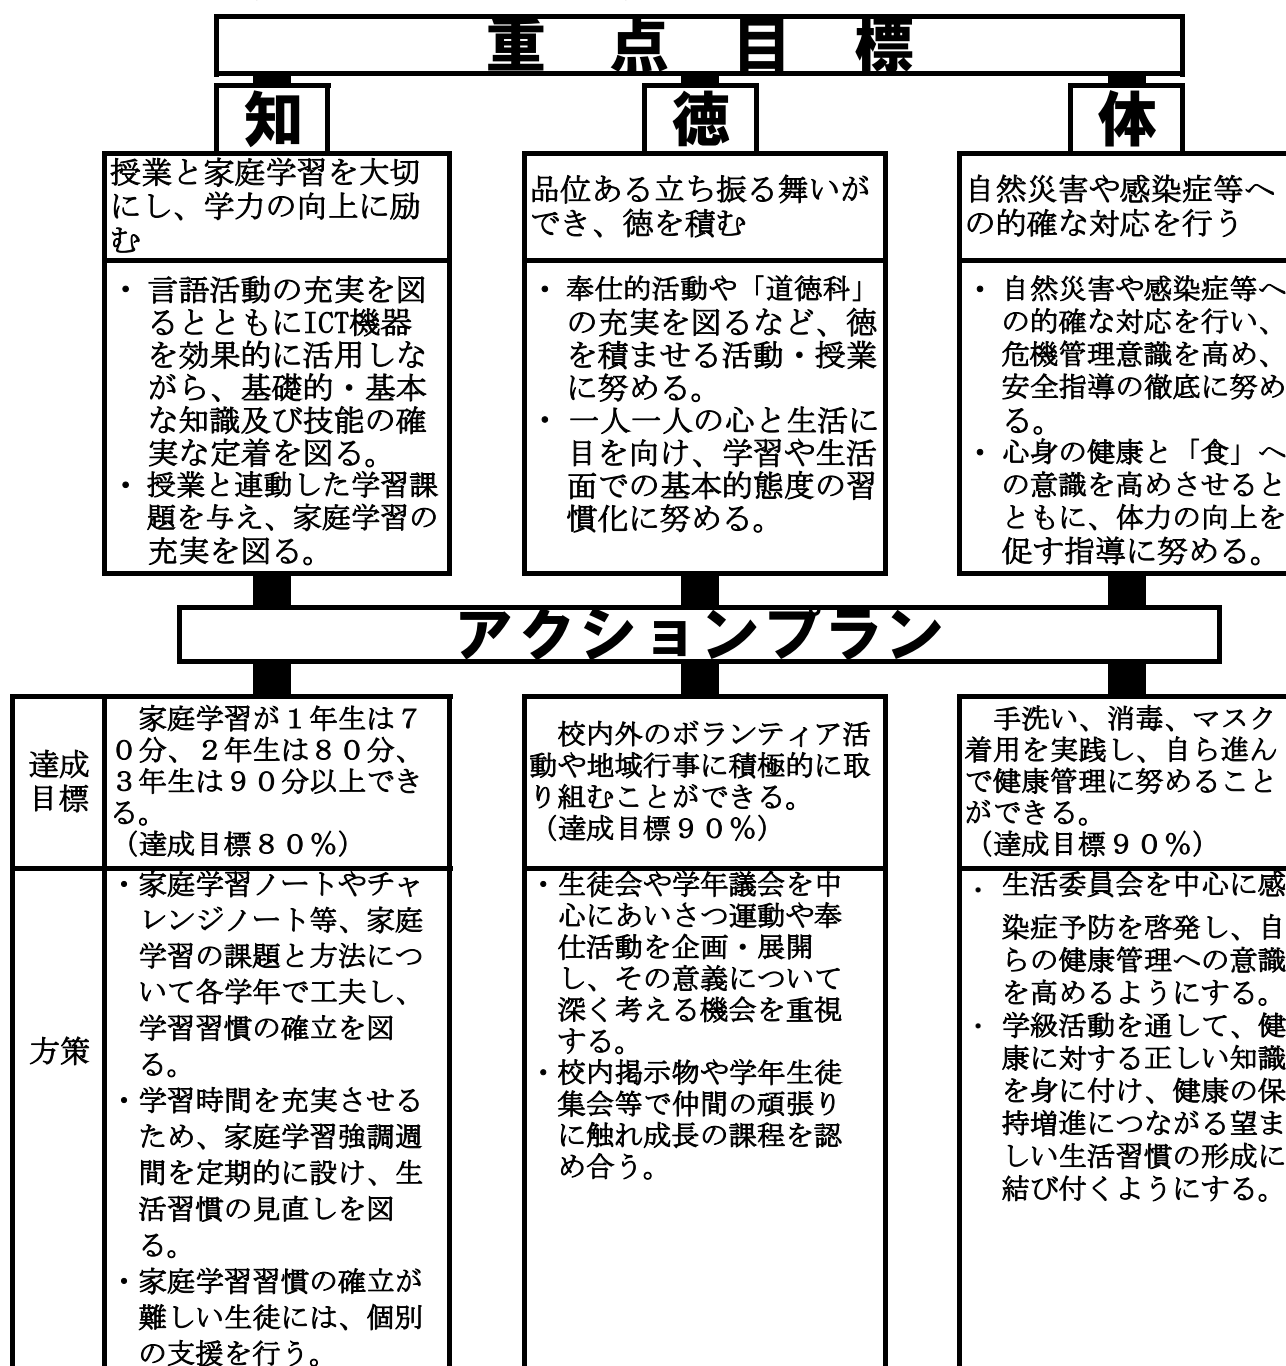 重点目標
知
授業と家庭学習を大切
にし、学力の向上に励
む
・言語活動の充実を図
るとともにICT機器
を効果的に活用しな
がら、基礎的・基本
な知識及び技能の確
実な定着を図る。
・授業と連動した学習課
題を与え、家庭学習の
充実を図る。
徳
品位ある立ち振る舞いが
でき、徳を積む
・奉仕的活動や「道徳科」
の充実を図るなど、徳
を積ませる活動・授業
に努める。
・一人一人の心と生活に
目を向け、学習や生活
面での基本的態度の習
慣化に努める。
体
自然災害や感染症等へ
の的確な対応を行う
・自然災害や感染症等へ
の的確な対応を行い、
危機管理意識を高め、
安全指導の徹底に努め
る。
・心身の健康と「食」へ
の意識を高めさせると
ともに、体力の向上を
促す指導に努める。
アクションプラン
達成
目標
家庭学習が１年生は７
０分、２年生は８０分、
３年生は９０分以上でき
る。
（達成目標８０％）
校内外のボランティア活
動や地域行事に積極的に取
り組むことができる。
（達成目標９０％）
手洗い、消毒、マスク
着用を実践し、自ら進ん
で健康管理に努めること
ができる。
（達成目標９０％）
方策
・家庭学習ノートやチャ
レンジノート等、家庭
学習の課題と方法につ
いて各学年で工夫し、
学習習慣の確立を図
る。
・学習時間を充実させる
ため、家庭学習強調週
間を定期的に設け、生
活習慣の見直しを図
る。
・家庭学習習慣の確立が
難しい生徒には、個別
の支援を行う。
・生徒会や学年議会を中
心にあいさつ運動や奉
仕活動を企画・展開
し、その意義について
深く考える機会を重視
する。
・校内掲示物や学年生徒
集会等で仲間の頑張り
に触れ成長の課程を認
め合う。
・生活委員会を中心に感
染症予防を啓発し、自
らの健康管理への意識
を高めるようにする。
・学級活動を通して、健
康に対する正しい知識
を身に付け、健康の保
持増進につながる望ま
しい生活習慣の形成に
結び付くようにする。